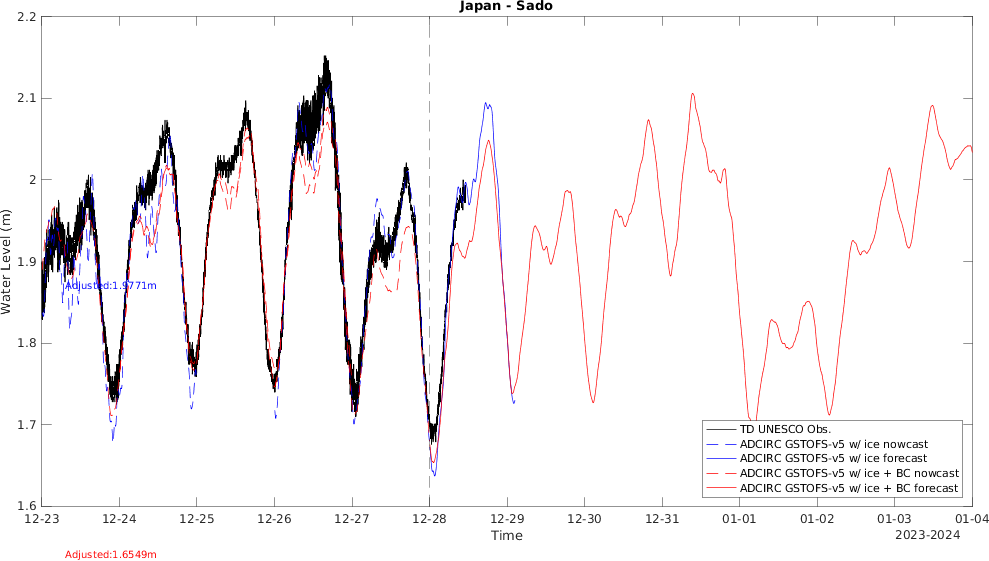 Japan - Sado
2.2
2.1
2
1.9
1.8
1.7
1.6
Water Level (m)
Adjusted:1.9771m
TD UNESCO Obs.
ADCIRC GSTOFS-v5 w/ ice nowcast
ADCIRC GSTOFS-v5 w/ ice forecast
ADCIRC GSTOFS-v5 w/ ice + BC nowcast
ADCIRC GSTOFS-v5 w/ ice + BC forecast
12-23 12-24 12-25 12-26 12-27 12-28 12-29 12-30 12-31 01-01 01-02 01-03 01-04
Time
2023-2024
Adjusted:1.6549m